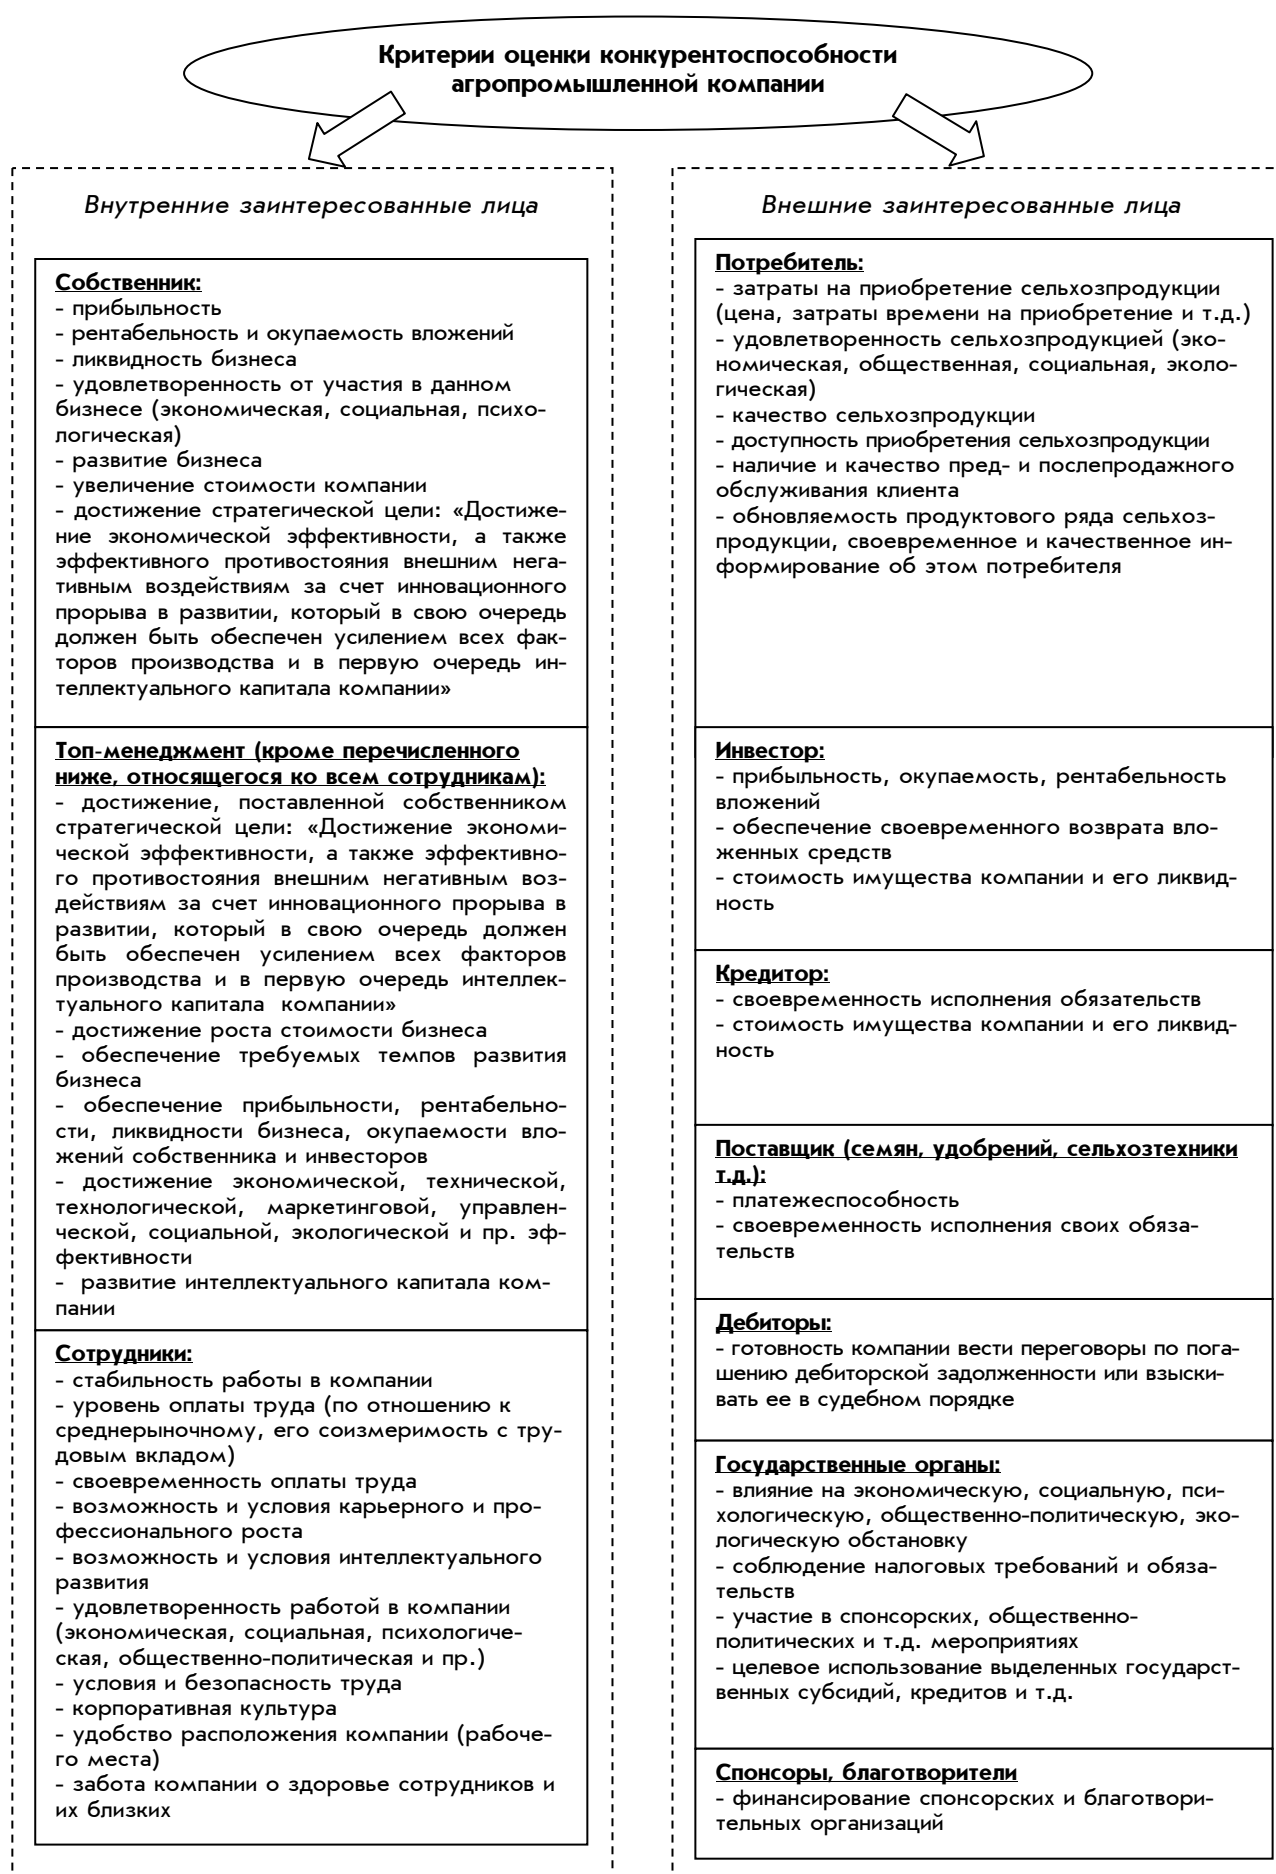 Критерии оценки конкурентоспособности
агропромышленной компании
Внутренние заинтересованные лица
Собственник:
- прибыльность
- рентабельность и окупаемость вложений
- ликвидность бизнеса
- удовлетворенность от участия в данном
бизнесе (экономическая, социальная, психо-
логическая)
- развитие бизнеса
- увеличение стоимости компании
- достижение стратегической цели: «Достиже-
ние экономической эффективности, а также
эффективного противостояния внешним нега-
тивным воздействиям за счет инновационного
прорыва в развитии, который в свою очередь
должен быть обеспечен усилением всех фак-
торов производства и в первую очередь ин-
теллектуального капитала компании»
Топ-менеджмент (кроме перечисленного
ниже, относящегося ко всем сотрудникам):
- достижение, поставленной собственником
стратегической цели: «Достижение экономи-
ческой эффективности, а также эффективно-
го противостояния внешним негативным воз-
действиям за счет инновационного прорыва в
развитии, который в свою очередь должен
быть обеспечен усилением всех факторов
производства и в первую очередь интеллек-
туального капитала компании»
- достижение роста стоимости бизнеса
- обеспечение требуемых темпов развития
бизнеса
- обеспечение прибыльности, рентабельно-
сти, ликвидности бизнеса, окупаемости вло-
жений собственника и инвесторов
- достижение экономической, технической,
технологической, маркетинговой, управлен-
ческой, социальной, экологической и пр. эф-
фективности
- развитие интеллектуального капитала ком-
пании
Сотрудники:
- стабильность работы в компании
- уровень оплаты труда (по отношению к
среднерыночному, его соизмеримость с тру-
довым вкладом)
- своевременность оплаты труда
- возможность и условия карьерного и про-
фессионального роста
- возможность и условия интеллектуального
развития
- удовлетворенность работой в компании
(экономическая, социальная, психологиче-
ская, общественно-политическая и пр.)
- условия и безопасность труда
- корпоративная культура
- удобство расположения компании (рабоче-
го места)
- забота компании о здоровье сотрудников и
их близких
Внешние заинтересованные лица
Потребитель:
- затраты на приобретение сельхозпродукции
(цена, затраты времени на приобретение и т.д.)
- удовлетворенность сельхозпродукцией (эко-
номическая, общественная, социальная, эколо-
гическая)
- качество сельхозпродукции
- доступность приобретения сельхозпродукции
- наличие и качество пред- и послепродажного
обслуживания клиента
- обновляемость продуктового ряда сельхоз-
продукции, своевременное и качественное ин-
формирование об этом потребителя
Инвестор:
- прибыльность, окупаемость, рентабельность
вложений
- обеспечение своевременного возврата вло-
женных средств
- стоимость имущества компании и его ликвид-
ность
Кредитор:
- своевременность исполнения обязательств
- стоимость имущества компании и его ликвид-
ность
Поставщик (семян, удобрений, сельхозтехники
т.д.):
- платежеспособность
- своевременность исполнения своих обяза-
тельств
Дебиторы:
- готовность компании вести переговоры по пога-
шению дебиторской задолженности или взыски-
вать ее в судебном порядке
Государственные органы:
- влияние на экономическую, социальную, пси-
хологическую, общественно-политическую, эко-
логическую обстановку
- соблюдение налоговых требований и обяза-
тельств
- участие в спонсорских, общественно-
политических и т.д. мероприятиях
- целевое использование выделенных государст-
венных субсидий, кредитов и т.д.
Спонсоры, благотворители
- финансирование спонсорских и благотвори-
тельных организаций